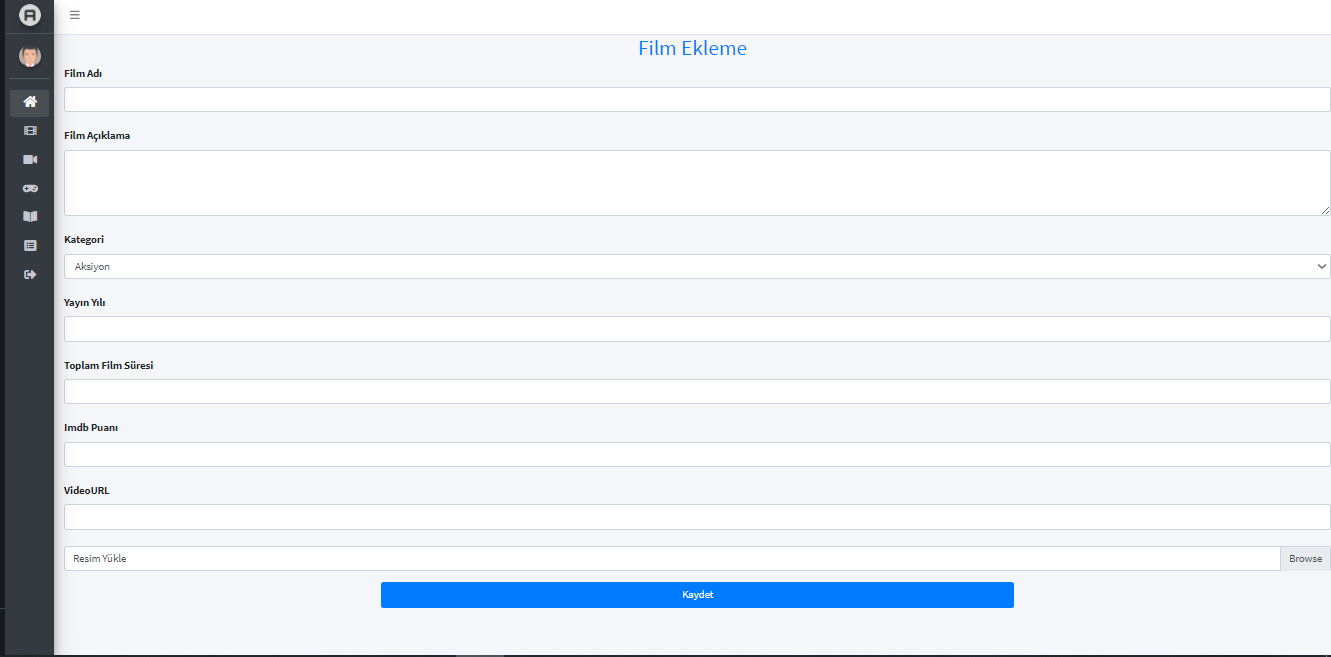 Film Ekleme
Film Adı
Film Açıklama
Kategori
Aksiyon
Yayın Yılı
Toplam Film Süresi
Imdb Puanı
VideoURL
Resim Yükle
Browse
Kaydet